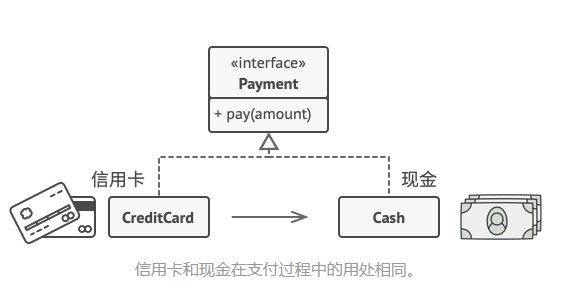 «interface»
Payment
+ pay(amount)
信用卡
现金
CreditCard
Cash
信用卡和现金在支付过程中的用处相同。